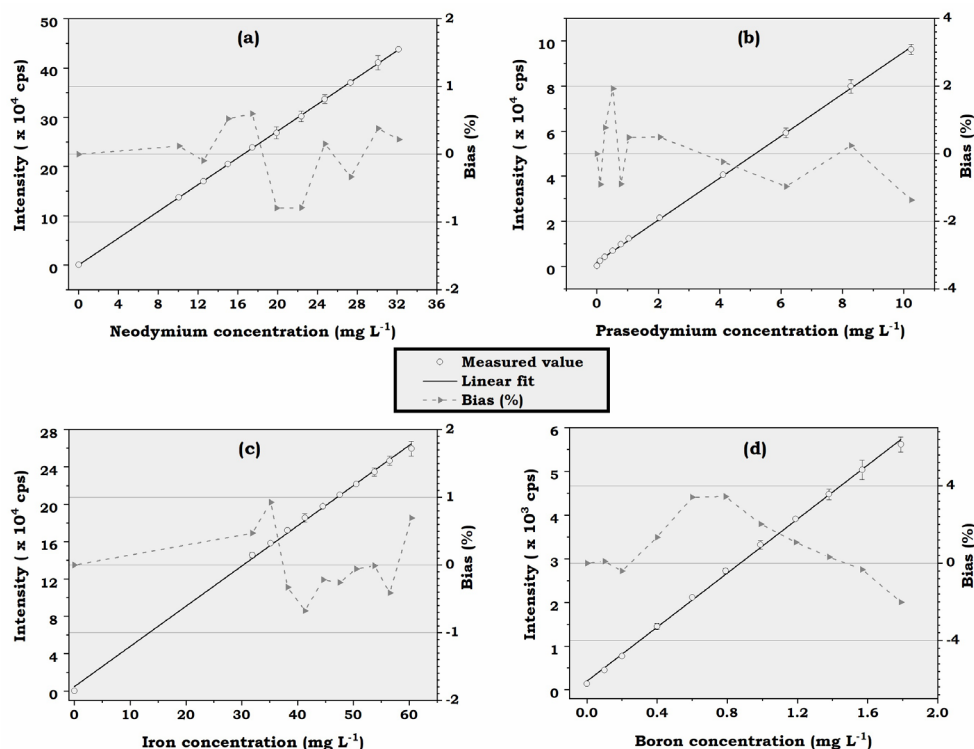 (a)
50
40
30
20
10
0
Intensity ( x 10⁴ cps)
2
1
0
-1
-2
Bias (%)
0 4 8 12 16 20 24 28 32 36
Neodymium concentration (mg L⁻¹)
(b)
10
8
6
4
2
0
Intensity ( x 10⁴ cps)
4
2
0
-2
-4
Bias (%)
0 2 4 6 8 10
Praseodymium concentration (mg L⁻¹)
Measured value
Linear fit
Bias (%)
(c)
28
24
20
16
12
8
4
0
Intensity ( x 10⁴ cps)
2
1
0
-1
-2
Bias (%)
0 10 20 30 40 50 60
Iron concentration (mg L⁻¹)
(d)
6
5
4
3
2
1
0
Intensity ( x 10³ cps)
4
0
-4
Bias (%)
0.0 0.4 0.8 1.2 1.6 2.0
Boron concentration (mg L⁻¹)